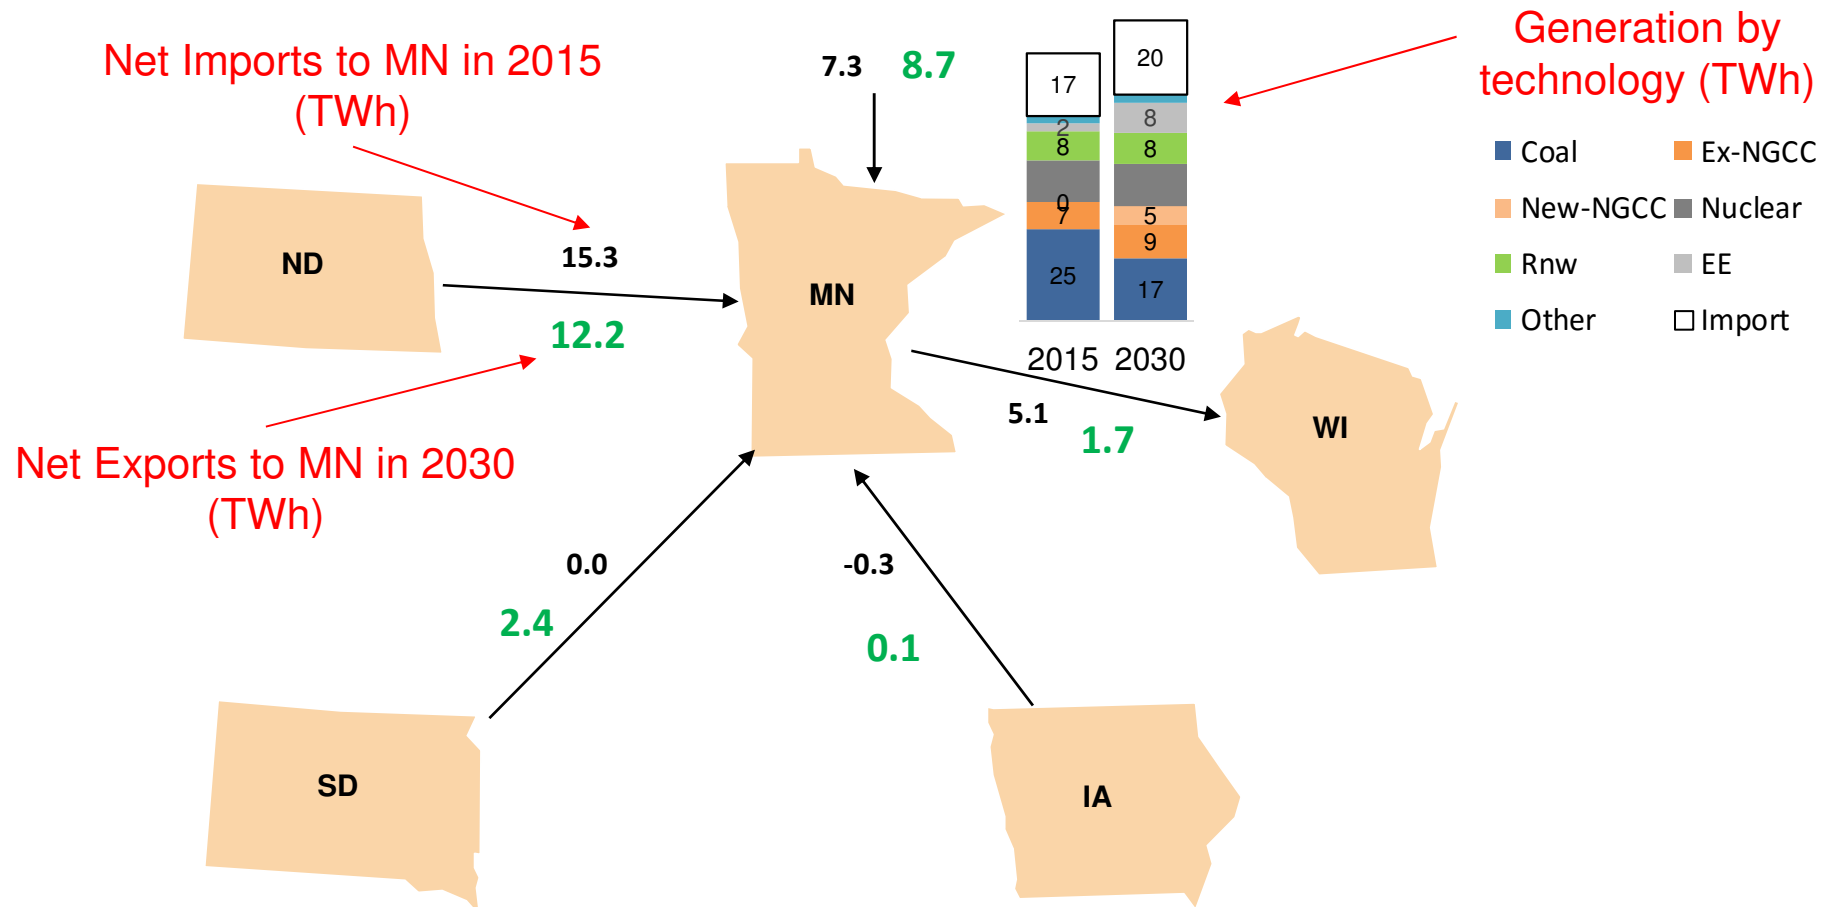 Net Imports to MN in 2015
(TWh)
7.3 8.7
17
2
8
0
7
25
20
8
8
5
9
17
2015 2030
Generation by
technology (TWh)
Coal Ex-NGCC
New-NGCC Nuclear
Rnw EE
Other Import
ND
15.3
12.2
MN
5.1
1.7
WI
Net Exports to MN in 2030
(TWh)
0.0
2.4
-0.3
0.1
SD
IA